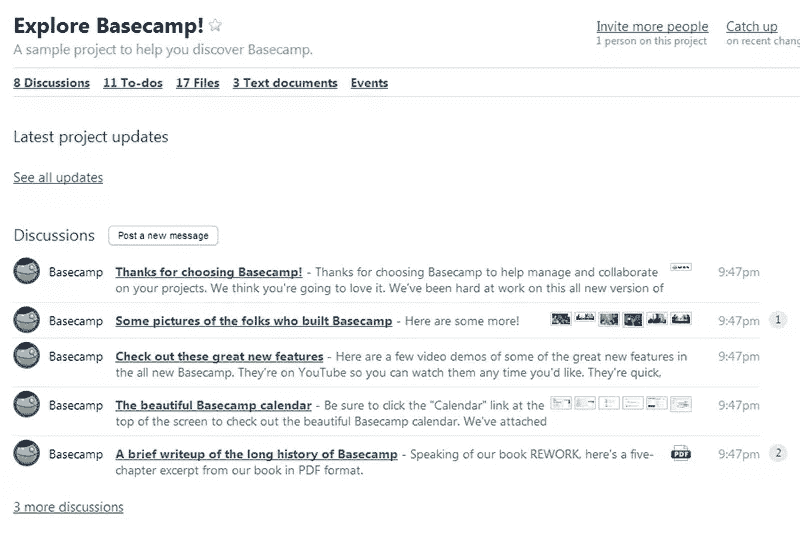 Explore Basecamp!
A sample project to help you discover Basecamp.
Invite more people
1 person on this project
Catch up
on recent chang
8 Discussions 11 To-dos 17 Files 3 Text documents Events
Latest project updates
See all updates
Discussions Post a new message
Basecamp Thanks for choosing Basecamp! - Thanks for choosing Basecamp to help manage and collaborate 9:47pm
on your projects. We think you're going to love it. We've been hard at work on this all new version of
Basecamp Some pictures of the folks who built Basecamp - Here are some more! 9:47pm 1
Basecamp Check out these great new features - Here are a few video demos of some of the great new features in 9:47pm
the all new Basecamp. They're on YouTube so you can watch them any time you'd like. They're quick,
Basecamp The beautiful Basecamp calendar - Be sure to click the "Calendar" link at the 9:47pm
top of the screen to check out the beautiful Basecamp calendar. We've attached
Basecamp A brief writeup of the long history of Basecamp - Speaking of our book REWORK, here's a five- PDF 9:47pm 2
chapter excerpt from our book in PDF format.
3 more discussions